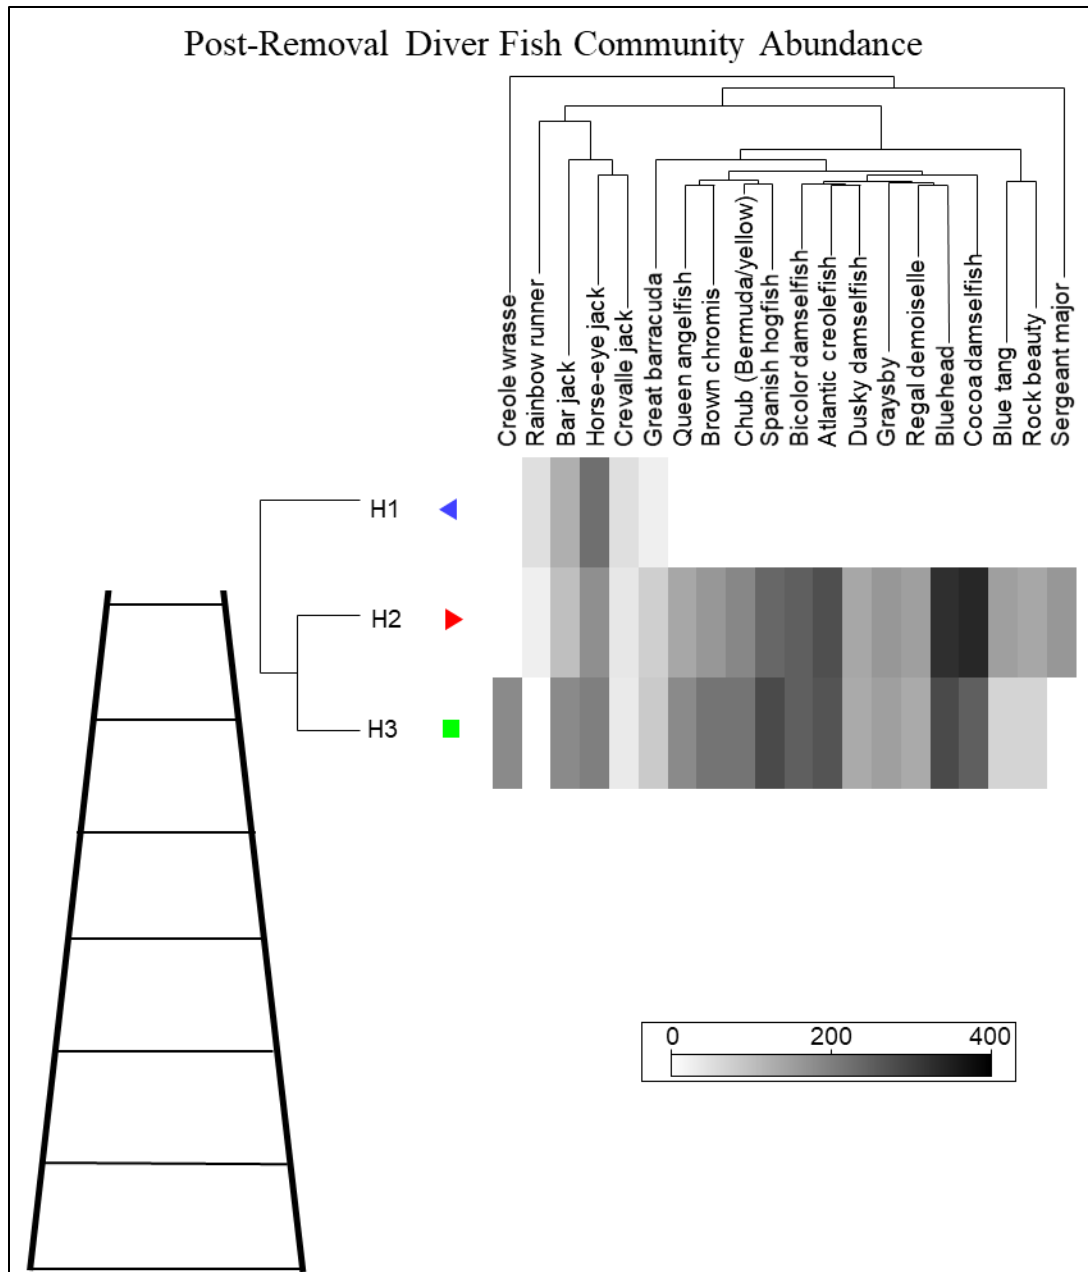 Post-Removal Diver Fish Community Abundance
Creole wrasse
Rainbow runner
Bar jack
Horse-eye jack
Crevalle jack
Great barracuda
Queen angelfish
Brown chromis
Chub (Bermuda/yellow)
Spanish hogfish
Bicolor damselfish
Atlantic creolefish
Dusky damselfish
Graysby
Regal demoiselle
Bluehead
Cocoa damselfish
Blue tang
Rock beauty
Sergeant major
H1
H2
H3
0 200 400